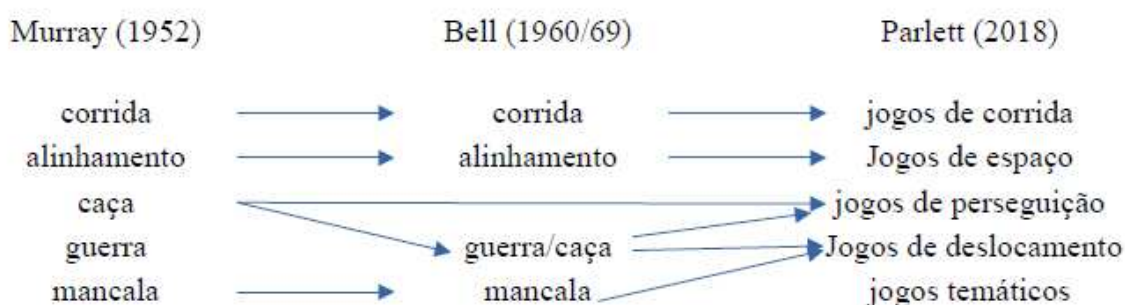 Murray (1952) Bell (1960/69) Parlett (2018)
corrida corrida jogos de corrida
alinhamento alinhamento Jogos de espaço
caça jogos de perseguição
guerra guerra/caça Jogos de deslocamento
mancala mancala jogos temáticos